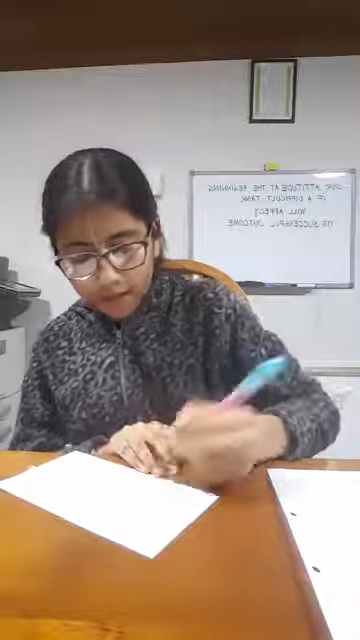 OUR ATTITUDE AT THE BEGINNING
OF A DIFFICULT TASK
WILL AFFECT
ITS SUCCESSFUL OUTCOME